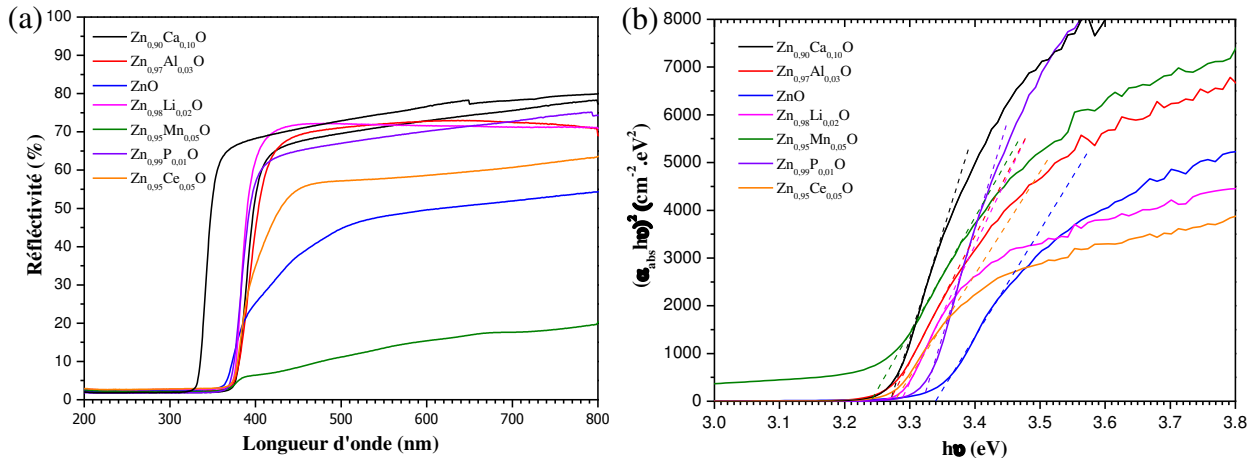 (a)
100
90
80
70
60
50
40
30
20
10
0
Réfléctivité (%)
Zn0,90Ca0,10O
Zn0,97Al0,03O
ZnO
Zn0,98Li0,02O
Zn0,95Mn0,05O
Zn0,99P0,01O
Zn0,95Ce0,05O
200 300 400 500 600 700 800
Longueur d'onde (nm)
(b)
8000
7000
6000
5000
4000
3000
2000
1000
0
(αabshυ)² (cm-2.eV2)
Zn0,90Ca0,10O
Zn0,97Al0,03O
ZnO
Zn0,98Li0,02O
Zn0,95Mn0,05O
Zn0,99P0,01O
Zn0,95Ce0,05O
3.0 3.1 3.2 3.3 3.4 3.5 3.6 3.7 3.8
hυ (eV)